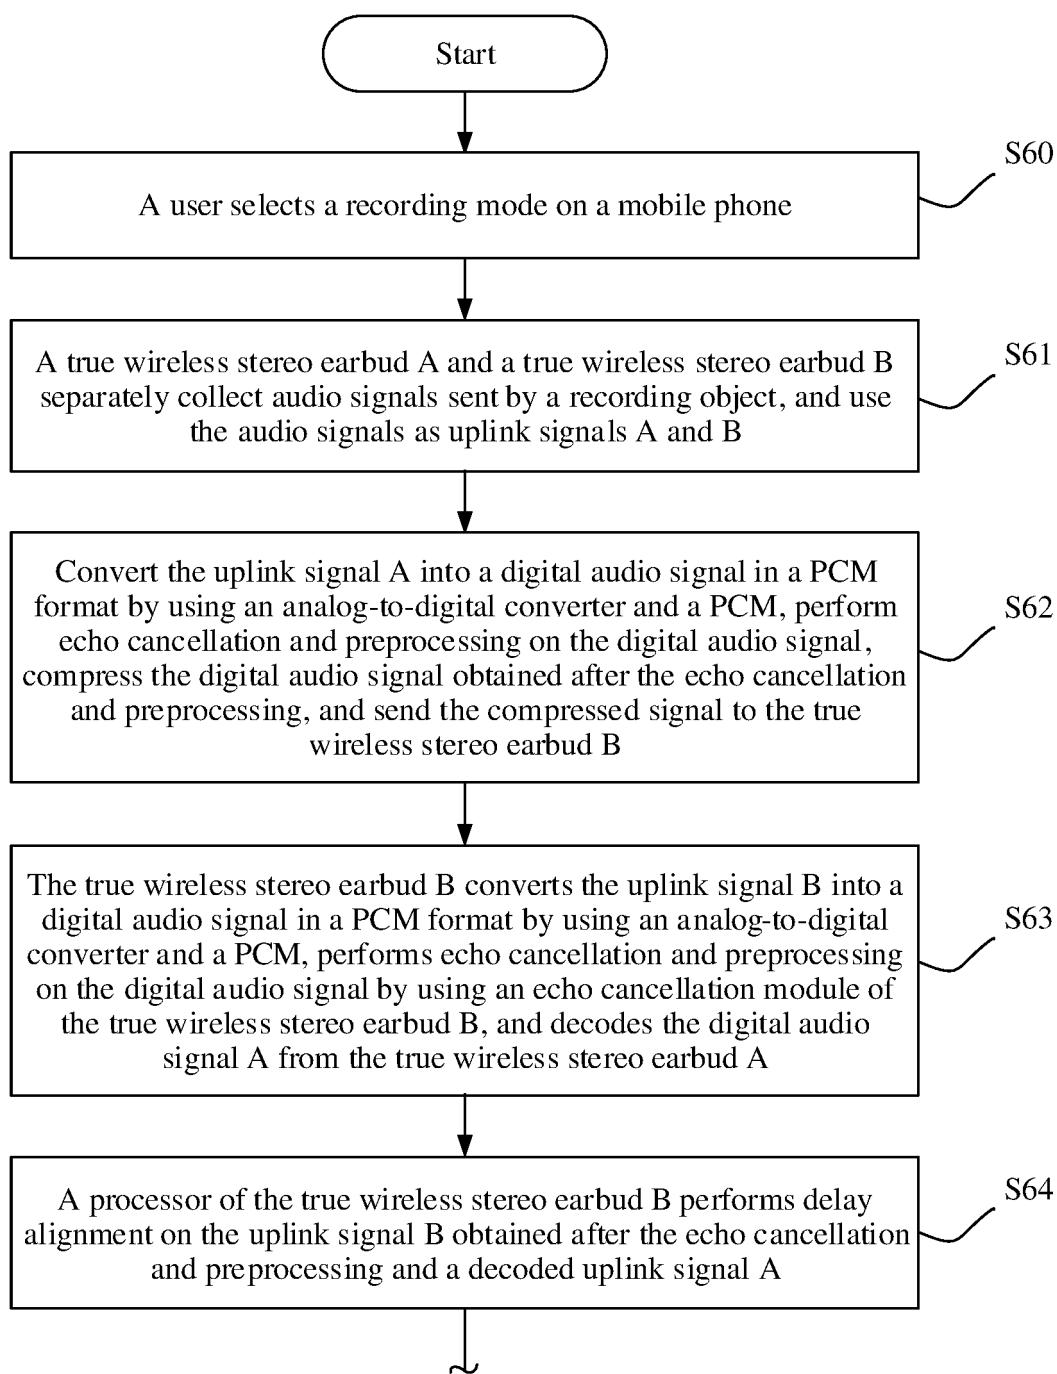 Start
S60
A user selects a recording mode on a mobile phone
S61
A true wireless stereo earbud A and a true wireless stereo earbud B
separately collect audio signals sent by a recording object, and use
the audio signals as uplink signals A and B
S62
Convert the uplink signal A into a digital audio signal in a PCM
format by using an analog-to-digital converter and a PCM, perform
echo cancellation and preprocessing on the digital audio signal,
compress the digital audio signal obtained after the echo cancellation
and preprocessing, and send the compressed signal to the true
wireless stereo earbud B
S63
The true wireless stereo earbud B converts the uplink signal B into a
digital audio signal in a PCM format by using an analog-to-digital
converter and a PCM, performs echo cancellation and preprocessing
on the digital audio signal by using an echo cancellation module of
the true wireless stereo earbud B, and decodes the digital audio
signal A from the true wireless stereo earbud A
S64
A processor of the true wireless stereo earbud B performs delay
alignment on the uplink signal B obtained after the echo cancellation
and preprocessing and a decoded uplink signal A